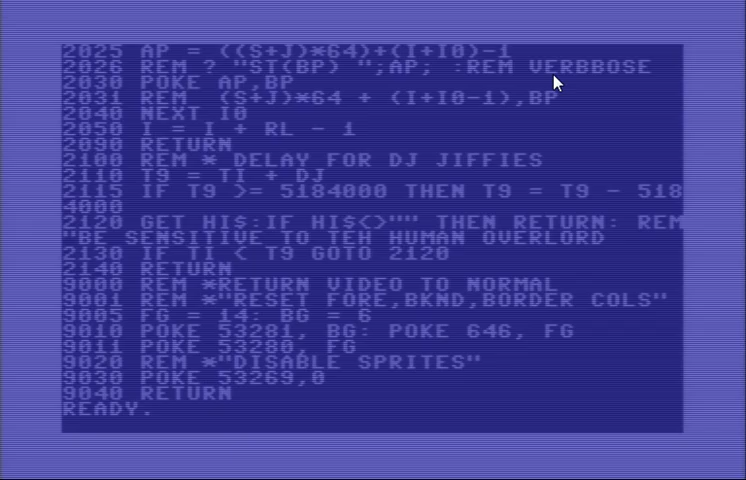 2025 AP = ((S+J)*64)+(I+I0)-1
2026 REM ? "ST(BP) ";AP; :REM VERBBOSE
2030 POKE AP,BP
2031 REM  (S+J)*64 + (I+I0-1),BP
2040 NEXT I0
2050 I = I + RL - 1
2090 RETURN
2100 REM * DELAY FOR DJ JIFFIES
2110 T9 = TI + DJ
2115 IF T9 >= 5184000 THEN T9 = T9 - 518
4000
2120 GET HI$:IF HI$<>"" THEN RETURN: REM
"BE SENSITIVE TO TEH HUMAN OVERLORD
2130 IF TI < T9 GOTO 2120
2140 RETURN
9000 REM *RETURN VIDEO TO NORMAL
9001 REM *"RESET FORE,BKND,BORDER COLS"
9005 FG = 14: BG = 6
9010 POKE 53281, BG: POKE 646, FG
9011 POKE 53280, FG
9020 REM *"DISABLE SPRITES"
9030 POKE 53269,0
9040 RETURN
READY.